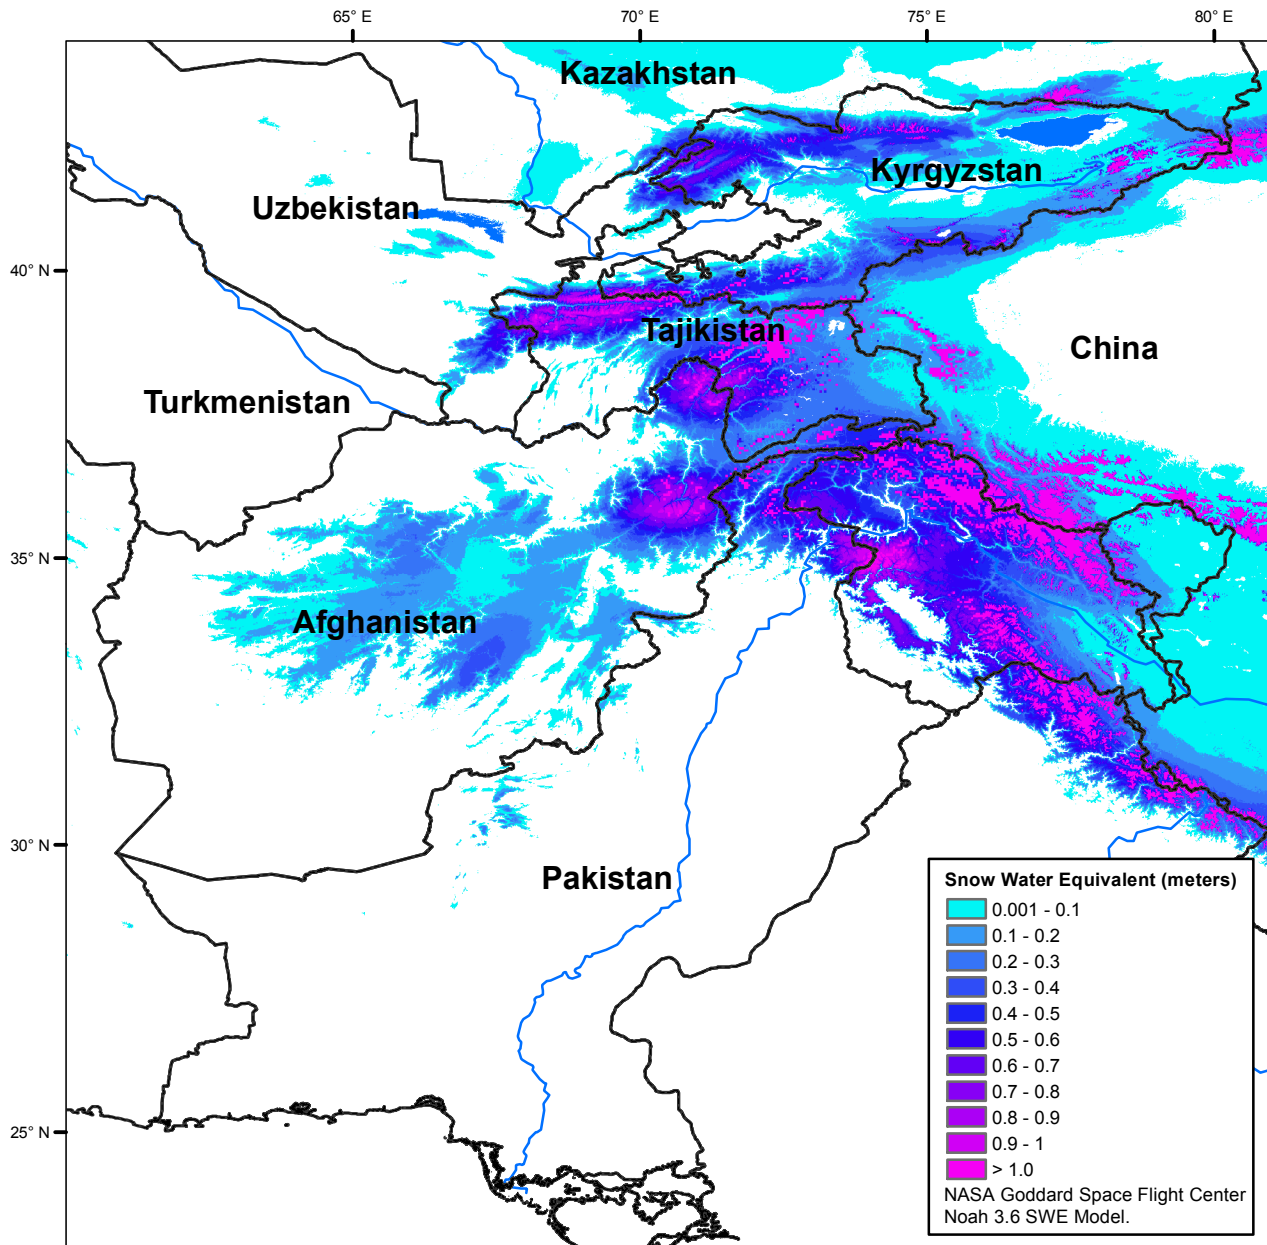 65° E
70° E
75° E
80° E
Kazakhstan
Kyrgyzstan
Uzbekistan
40° N
Tajikistan
China
Turkmenistan
35° N
Afghanistan
30° N
Pakistan
25° N
Snow Water Equivalent (meters)
0.001 - 0.1
0.1 - 0.2
0.2 - 0.3
0.3 - 0.4
0.4 - 0.5
0.5 - 0.6
0.6 - 0.7
0.7 - 0.8
0.8 - 0.9
0.9 - 1
> 1.0
NASA Goddard Space Flight Center
Noah 3.6 SWE Model.